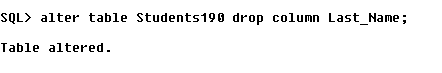 SQL> alter table Students190 drop column Last_Name;
Table altered.